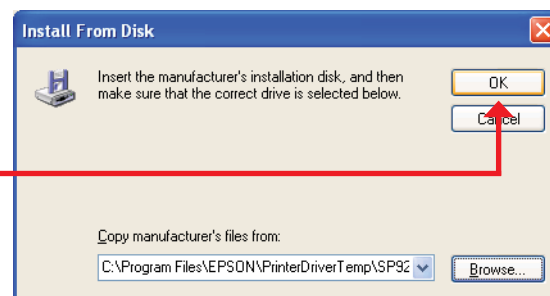 Install From Disk
Insert the manufacturer's installation disk, and then
make sure that the correct drive is selected below.
OK
Cancel
Copy manufacturer's files from:
C:\Program Files\EPSON\PrinterDriverTemp\SP92
Browse...